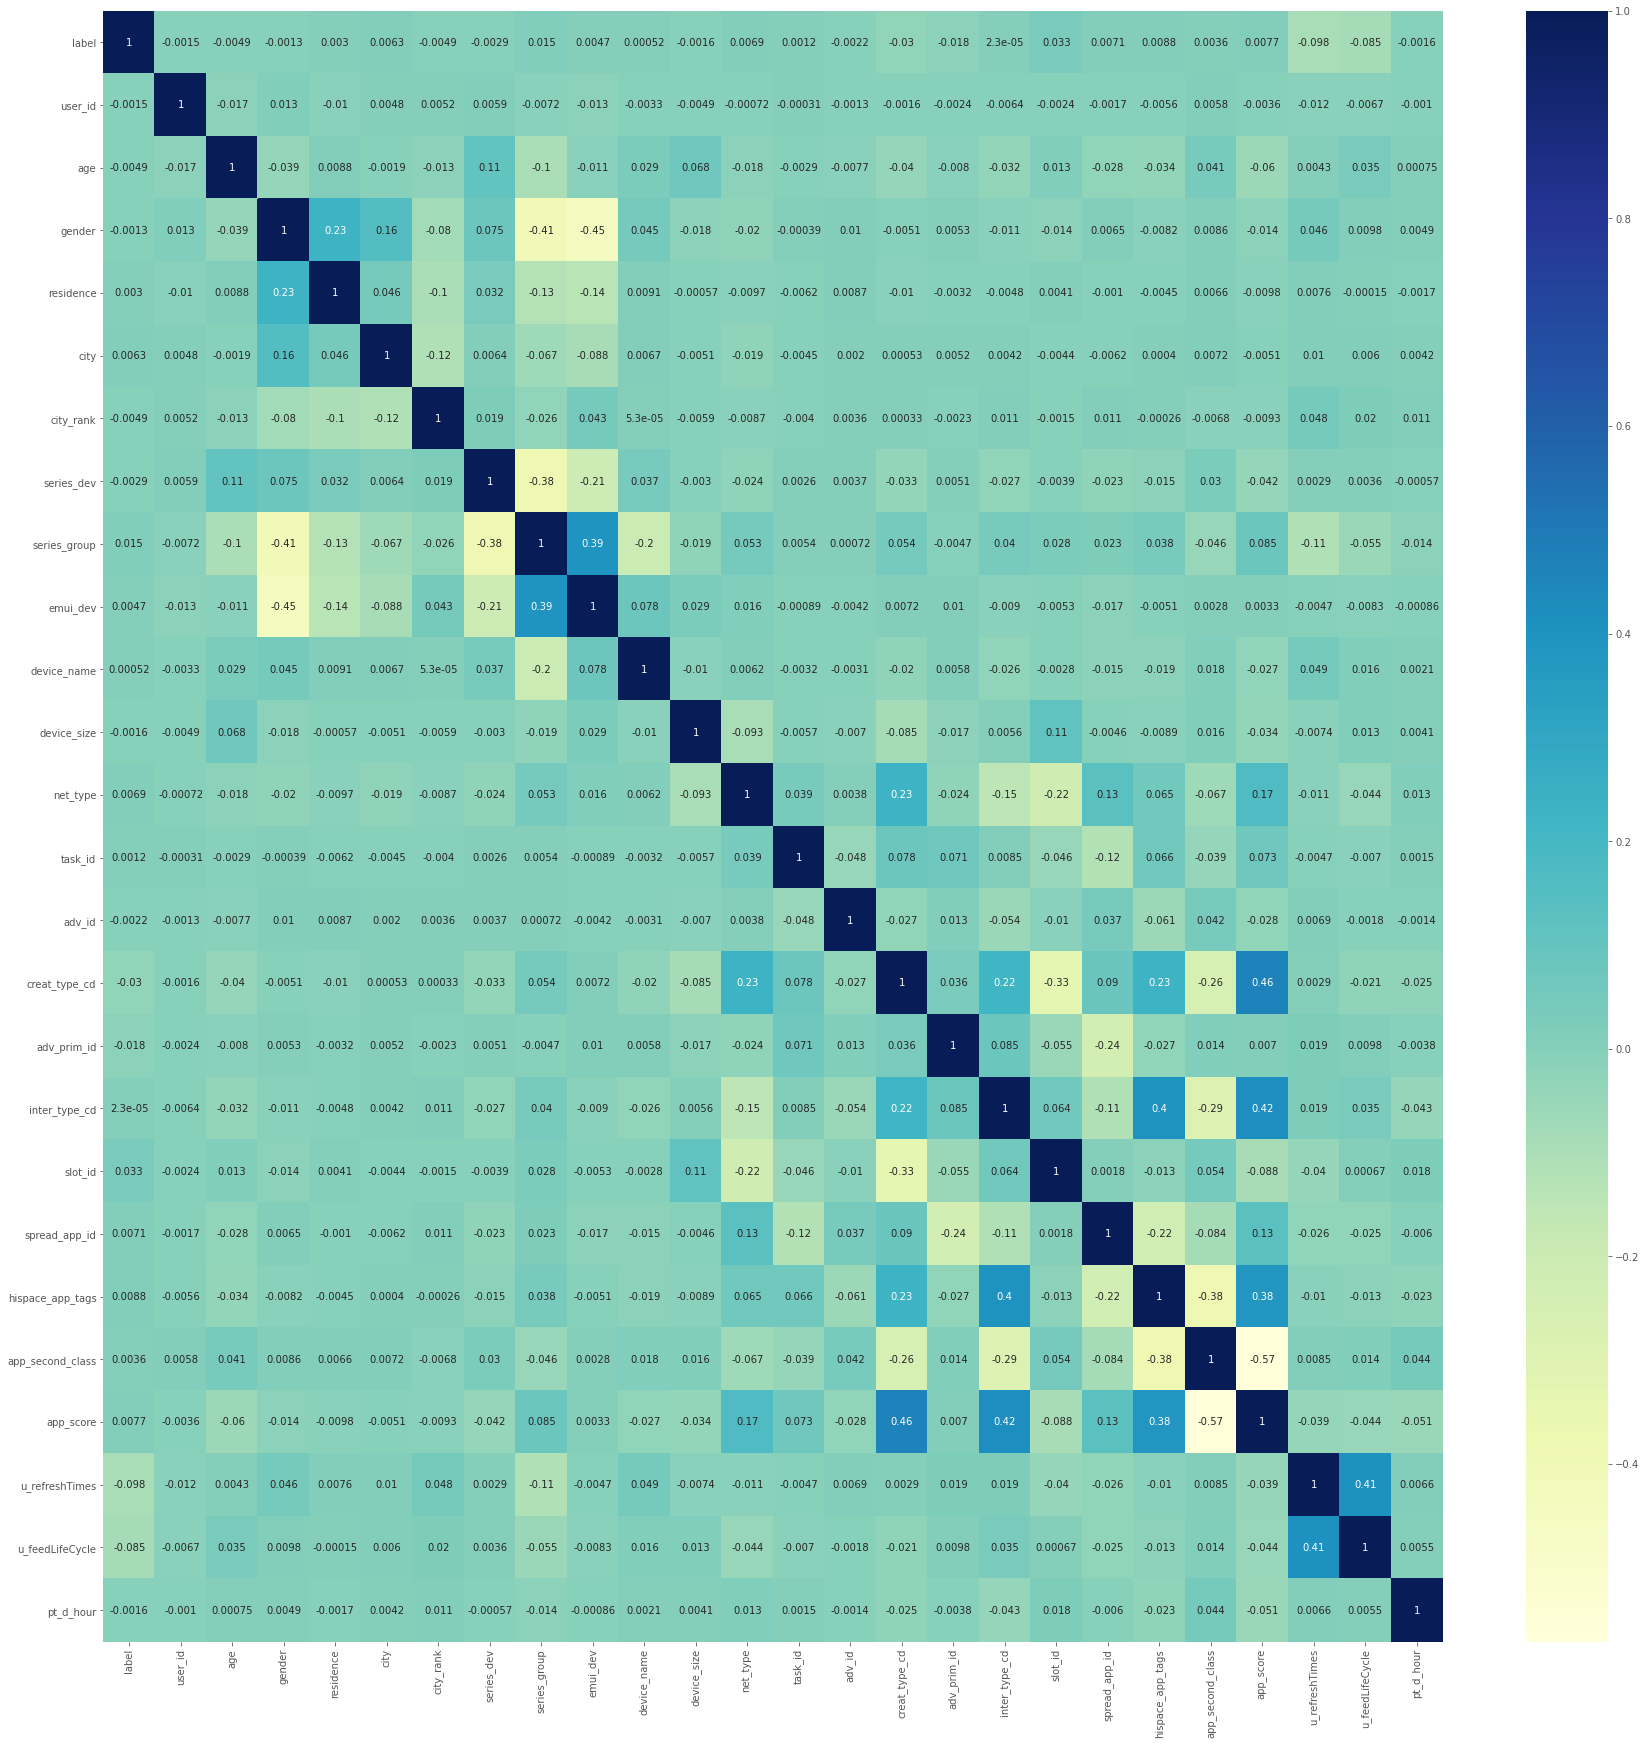 label 1 -0.0015 -0.0049 -0.0013 0.003 0.0063 -0.0049 -0.0029 0.015 0.0047 0.00052 -0.0016 0.0069 0.0012 -0.0022 -0.03 -0.018 2.3e-05 0.033 0.0071 0.0088 0.0036 0.0077 -0.098 -0.085 -0.0016
user_id -0.0015 1 -0.017 0.013 -0.01 0.0048 0.0052 0.0059 -0.0072 -0.013 -0.0033 -0.0049 -0.00072 -0.00031 -0.0013 -0.0016 -0.0024 -0.0064 -0.0024 -0.0017 -0.0056 0.0058 -0.0036 -0.012 -0.0067 -0.001
age -0.0049 -0.017 1 -0.039 0.0088 -0.0019 -0.013 0.11 -0.1 -0.011 0.029 0.068 -0.018 -0.0029 -0.0077 -0.04 -0.008 -0.032 0.013 -0.028 -0.034 0.041 -0.06 0.0043 0.035 0.00075
gender -0.0013 0.013 -0.039 1 0.23 0.16 -0.08 0.075 -0.41 -0.45 0.045 -0.018 -0.02 -0.00039 0.01 -0.0051 0.0053 -0.011 -0.014 0.0065 -0.0082 0.0086 -0.014 0.046 0.0098 0.0049
residence 0.003 -0.01 0.0088 0.23 1 0.046 -0.1 0.032 -0.13 -0.14 0.0091 -0.00057 -0.0097 -0.0062 0.0087 -0.01 -0.0032 -0.0048 0.0041 -0.001 -0.0045 0.0066 -0.0098 0.0076 -0.00015 -0.0017
city 0.0063 0.0048 -0.0019 0.16 0.046 1 -0.12 0.0064 -0.067 -0.088 0.0067 -0.0051 -0.019 -0.0045 0.002 0.00053 0.0052 0.0042 -0.0044 -0.0062 0.0004 0.0072 -0.0051 0.01 0.006 0.0042
city_rank -0.0049 0.0052 -0.013 -0.08 -0.1 -0.12 1 0.019 -0.026 0.043 5.3e-05 -0.0059 -0.0087 -0.004 0.0036 0.00033 -0.0023 0.011 -0.0015 0.011 -0.00026 -0.0068 -0.0093 0.048 0.02 0.011
series_dev -0.0029 0.0059 0.11 0.075 0.032 0.0064 0.019 1 -0.38 -0.21 0.037 -0.003 -0.024 0.0026 0.0037 -0.033 0.0051 -0.027 -0.0039 -0.023 -0.015 0.03 -0.042 0.0029 0.0036 -0.00057
series_group 0.015 -0.0072 -0.1 -0.41 -0.13 -0.067 -0.026 -0.38 1 0.39 -0.2 -0.019 0.053 0.0054 0.00072 0.054 -0.0047 0.04 0.028 0.023 0.038 -0.046 0.085 -0.11 -0.055 -0.014
emui_dev 0.0047 -0.013 -0.011 -0.45 -0.14 -0.088 0.043 -0.21 0.39 1 0.078 0.029 0.016 -0.00089 -0.0042 0.0072 0.01 -0.009 -0.0053 -0.017 -0.0051 0.0028 0.0033 -0.0047 -0.0083 -0.00086
device_name 0.00052 -0.0033 0.029 0.045 0.0091 0.0067 5.3e-05 0.037 -0.2 0.078 1 -0.01 0.0062 -0.0032 -0.0031 -0.02 0.0058 -0.026 -0.0028 -0.015 -0.019 0.018 -0.027 0.049 0.016 0.0021
device_size -0.0016 -0.0049 0.068 -0.018 -0.00057 -0.0051 -0.0059 -0.003 -0.019 0.029 -0.01 1 -0.093 -0.0057 -0.007 -0.085 -0.017 0.0056 0.11 -0.0046 -0.0089 0.016 -0.034 -0.0074 0.013 0.0041
net_type 0.0069 -0.00072 -0.018 -0.02 -0.0097 -0.019 -0.0087 -0.024 0.053 0.016 0.0062 -0.093 1 0.039 0.0038 0.23 -0.024 -0.15 -0.22 0.13 0.065 -0.067 0.17 -0.011 -0.044 0.013
task_id 0.0012 -0.00031 -0.0029 -0.00039 -0.0062 -0.0045 -0.004 0.0026 0.0054 -0.00089 -0.0032 -0.0057 0.039 1 -0.048 0.078 0.071 0.0085 -0.046 -0.12 0.066 -0.039 0.073 -0.0047 -0.007 0.0015
adv_id -0.0022 -0.0013 -0.0077 0.01 0.0087 0.002 0.0036 0.0037 0.00072 -0.0042 -0.0031 -0.007 0.0038 -0.048 1 -0.027 0.013 -0.054 -0.01 0.037 -0.061 0.042 -0.028 0.0069 -0.0018 -0.0014
creat_type_cd -0.03 -0.0016 -0.04 -0.0051 -0.01 0.00053 0.00033 -0.033 0.054 0.0072 -0.02 -0.085 0.23 0.078 -0.027 1 0.036 0.22 -0.33 0.09 0.23 -0.26 0.46 0.0029 -0.021 -0.025
adv_prim_id -0.018 -0.0024 -0.008 0.0053 -0.0032 0.0052 -0.0023 0.0051 -0.0047 0.01 0.0058 -0.017 -0.024 0.071 0.013 0.036 1 0.085 -0.055 -0.24 -0.027 0.014 0.007 0.019 0.0098 -0.0038
inter_type_cd 2.3e-05 -0.0064 -0.032 -0.011 -0.0048 0.0042 0.011 -0.027 0.04 -0.009 -0.026 0.0056 -0.15 0.0085 -0.054 0.22 0.085 1 0.064 -0.11 0.4 -0.29 0.42 0.019 0.035 -0.043
slot_id 0.033 -0.0024 0.013 -0.014 0.0041 -0.0044 -0.0015 -0.0039 0.028 -0.0053 -0.0028 0.11 -0.22 -0.046 -0.01 -0.33 -0.055 0.064 1 0.0018 -0.013 0.054 -0.088 -0.04 0.00067 0.018
spread_app_id 0.0071 -0.0017 -0.028 0.0065 -0.001 -0.0062 0.011 -0.023 0.023 -0.017 -0.015 -0.0046 0.13 -0.12 0.037 0.09 -0.24 -0.11 0.0018 1 -0.22 -0.084 0.13 -0.026 -0.025 -0.006
hispace_app_tags 0.0088 -0.0056 -0.034 -0.0082 -0.0045 0.0004 -0.00026 -0.015 0.038 -0.0051 -0.019 -0.0089 0.065 0.066 -0.061 0.23 -0.027 0.4 -0.013 -0.22 1 -0.38 0.38 -0.01 -0.013 -0.023
app_second_class 0.0036 0.0058 0.041 0.0086 0.0066 0.0072 -0.0068 0.03 -0.046 0.0028 0.018 0.016 -0.067 -0.039 0.042 -0.26 0.014 -0.29 0.054 -0.084 -0.38 1 -0.57 0.0085 0.014 0.044
app_score 0.0077 -0.0036 -0.06 -0.014 -0.0098 -0.0051 -0.0093 -0.042 0.085 0.0033 -0.027 -0.034 0.17 0.073 -0.028 0.46 0.007 0.42 -0.088 0.13 0.38 -0.57 1 -0.039 -0.044 -0.051
u_refreshTimes -0.098 -0.012 0.0043 0.046 0.0076 0.01 0.048 0.0029 -0.11 -0.0047 0.049 -0.0074 -0.011 -0.0047 0.0069 0.0029 0.019 0.019 -0.04 -0.026 -0.01 0.0085 -0.039 1 0.41 0.0066
u_feedLifeCycle -0.085 -0.0067 0.035 0.0098 -0.00015 0.006 0.02 0.0036 -0.055 -0.0083 0.016 0.013 -0.044 -0.007 -0.0018 -0.021 0.0098 0.035 0.00067 -0.025 -0.013 0.014 -0.044 0.41 1 0.0055
pt_d_hour -0.0016 -0.001 0.00075 0.0049 -0.0017 0.0042 0.011 -0.00057 -0.014 -0.00086 0.0021 0.0041 0.013 0.0015 -0.0014 -0.025 -0.0038 -0.043 0.018 -0.006 -0.023 0.044 -0.051 0.0066 0.0055 1
label user_id age gender residence city city_rank series_dev series_group emui_dev device_name device_size net_type task_id adv_id creat_type_cd adv_prim_id inter_type_cd slot_id spread_app_id hispace_app_tags app_second_class app_score u_refreshTimes u_feedLifeCycle pt_d_hour
1.0
0.8
0.6
0.4
0.2
0.0
−0.2
−0.4